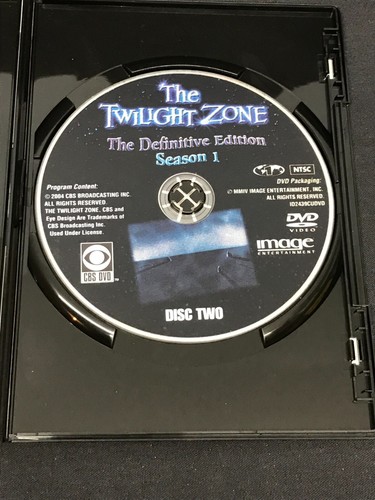 The
TWILIGHT ZONE
The Definitive Edition
Season 1
Program Content:
© 2004 CBS BROADCASTING INC.
ALL RIGHTS RESERVED.
THE TWILIGHT ZONE, CBS and
Eye Design Are Trademarks of
CBS Broadcasting Inc.
Used Under License.
CBS DVD
NTSC
DVD Packaging:
© MMIV IMAGE ENTERTAINMENT, INC.
ALL RIGHTS RESERVED.
ID2439CUDVD
DVD
VIDEO
image
ENTERTAINMENT
DISC TWO